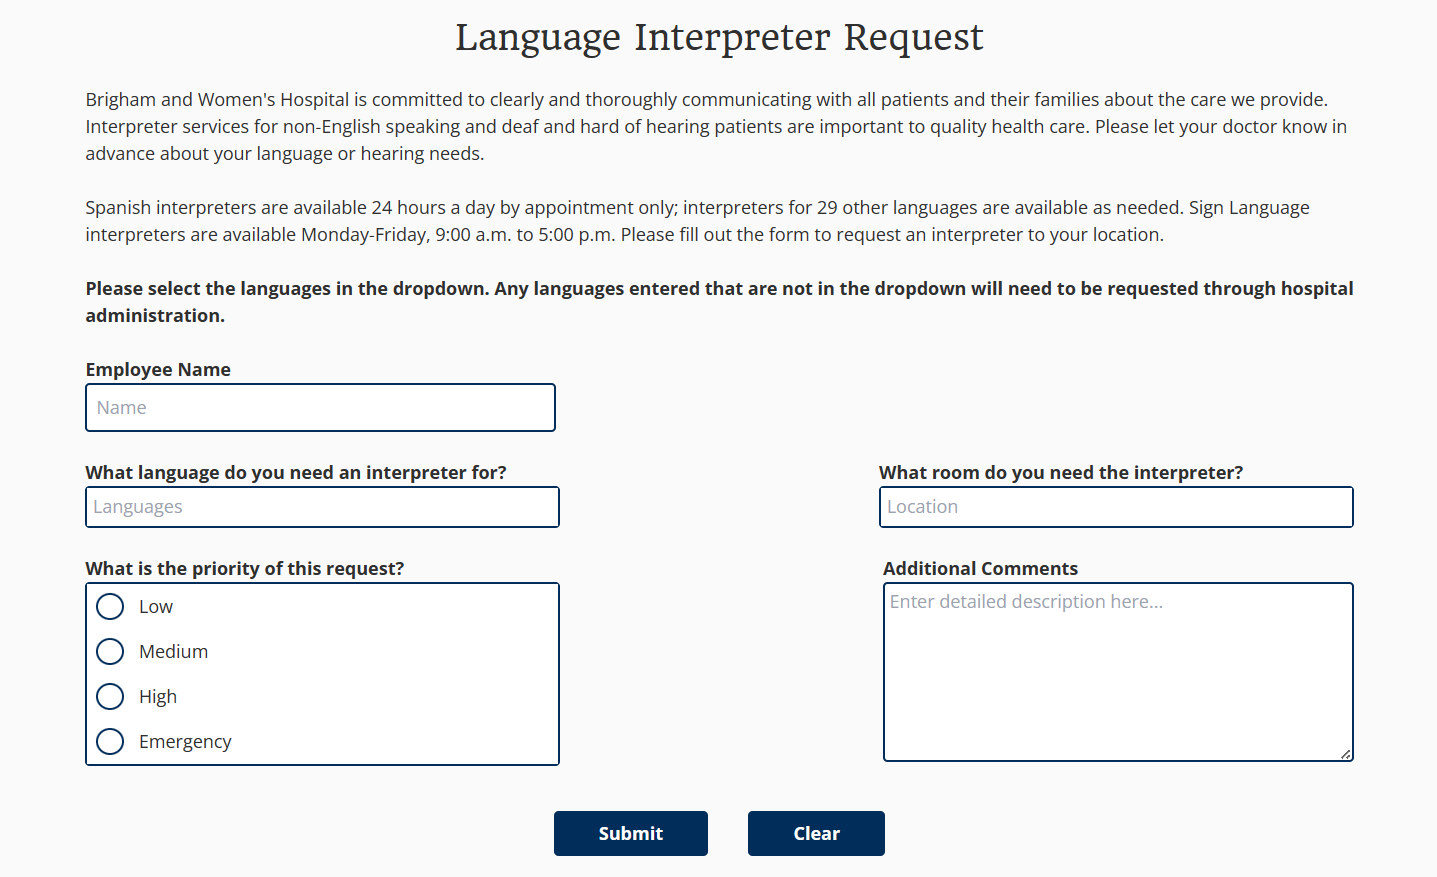 Language Interpreter Request
Brigham and Women's Hospital is committed to clearly and thoroughly communicating with all patients and their families about the care we provide.
Interpreter services for non-English speaking and deaf and hard of hearing patients are important to quality health care. Please let your doctor know in
advance about your language or hearing needs.
Spanish interpreters are available 24 hours a day by appointment only; interpreters for 29 other languages are available as needed. Sign Language
interpreters are available Monday-Friday, 9:00 a.m. to 5:00 p.m. Please fill out the form to request an interpreter to your location.
Please select the languages in the dropdown. Any languages entered that are not in the dropdown will need to be requested through hospital
administration.
Employee Name
Name
What language do you need an interpreter for?
Languages
What room do you need the interpreter?
Location
What is the priority of this request?
Low
Medium
High
Emergency
Additional Comments
Enter detailed description here...
Submit
Clear